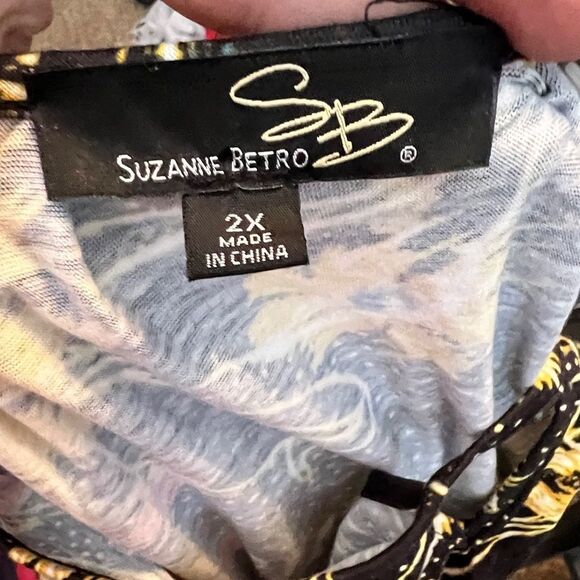 SB
SUZANNE BETRO ®
2X
MADE
IN CHINA